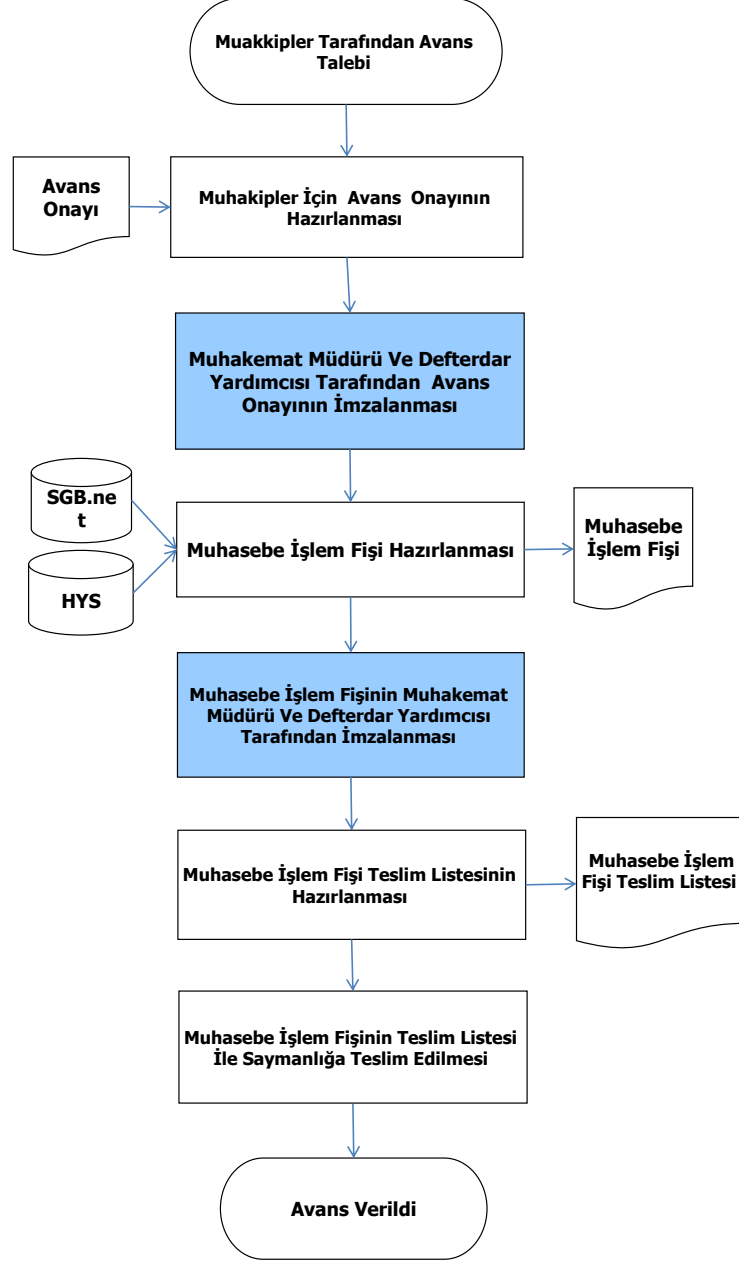 Muakkipler Tarafından Avans
Talebi
Avans
Onayı
Muhakipler İçin Avans Onayının
Hazırlanması
Muhakemat Müdürü Ve Defterdar
Yardımcısı Tarafından Avans
Onayının İmzalanması
SGB.ne
t
HYS
Muhasebe İşlem Fişi Hazırlanması
Muhasebe
İşlem Fişi
Muhasebe İşlem Fişinin Muhakemat
Müdürü Ve Defterdar Yardımcısı
Tarafından İmzalanması
Muhasebe İşlem Fişi Teslim Listesinin
Hazırlanması
Muhasebe İşlem
Fişi Teslim Listesi
Muhasebe İşlem Fişinin Teslim Listesi
İle Saymanlığa Teslim Edilmesi
Avans Verildi